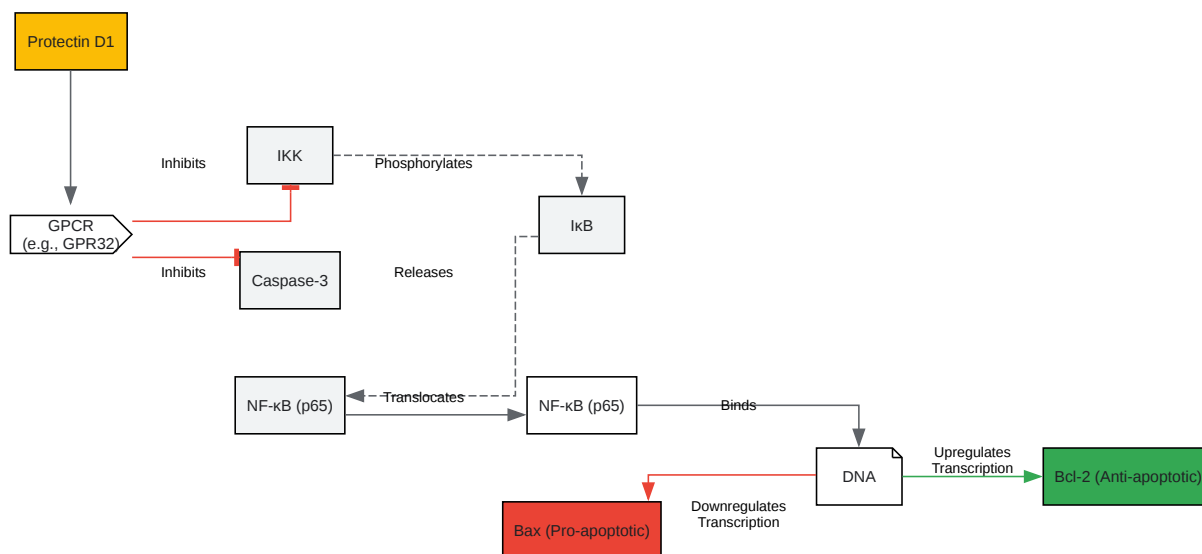 Protectin D1
IKK
Inhibits
Phosphorylates
GPCR
(e.g., GPR32)
IκB
Inhibits
Releases
Caspase-3
NF-κB (p65)
Translocates
NF-κB (p65)
Binds
Upregulates
Transcription
DNA
Bcl-2 (Anti-apoptotic)
Downregulates
Transcription
Bax (Pro-apoptotic)